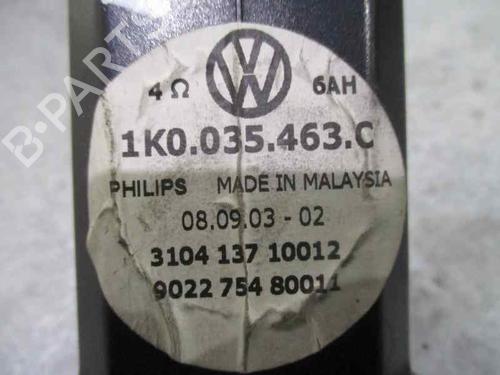 4 Ω VW 6AH
1K0.035.463.C
PHILIPS MADE IN MALAYSIA
08.09.03 - 02
3104 137 10012
9022 754 80011
B-PARTS